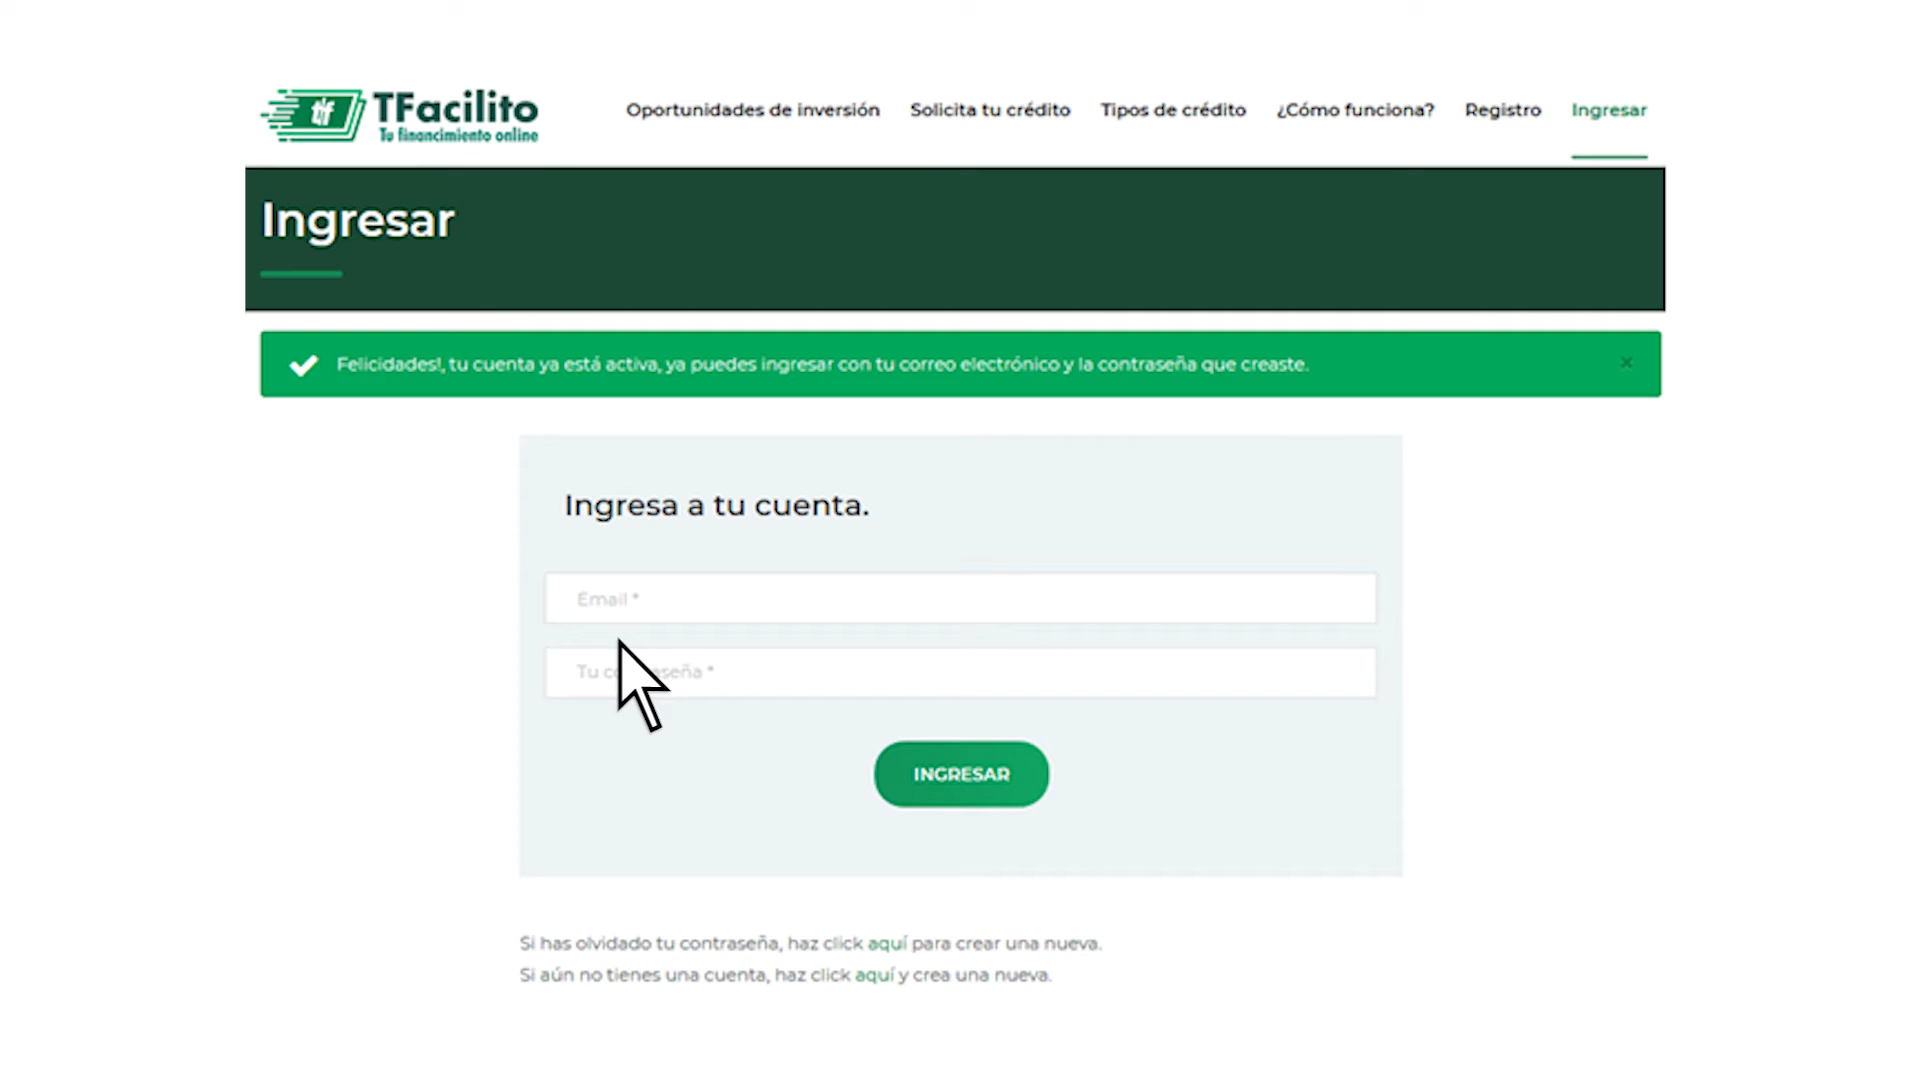 tf TFacilito
Tu financimiento online
Oportunidades de inversión Solicita tu crédito Tipos de crédito ¿Cómo funciona? Registro Ingresar
Ingresar
Felicidades!, tu cuenta ya está activa, ya puedes ingresar con tu correo electrónico y la contraseña que creaste. ×
Ingresa a tu cuenta.
Email *
Tu c seña *
INGRESAR
Si has olvidado tu contraseña, haz click aquí para crear una nueva.
Si aún no tienes una cuenta, haz click aquí y crea una nueva.